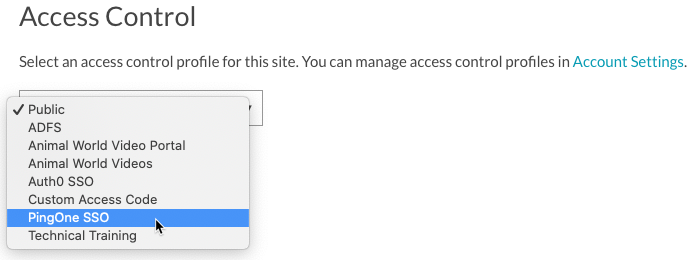 Access Control
Select an access control profile for this site. You can manage access control profiles in Account Settings.
✓ Public
ADFS
Animal World Video Portal
Animal World Videos
Auth0 SSO
Custom Access Code
PingOne SSO
Technical Training